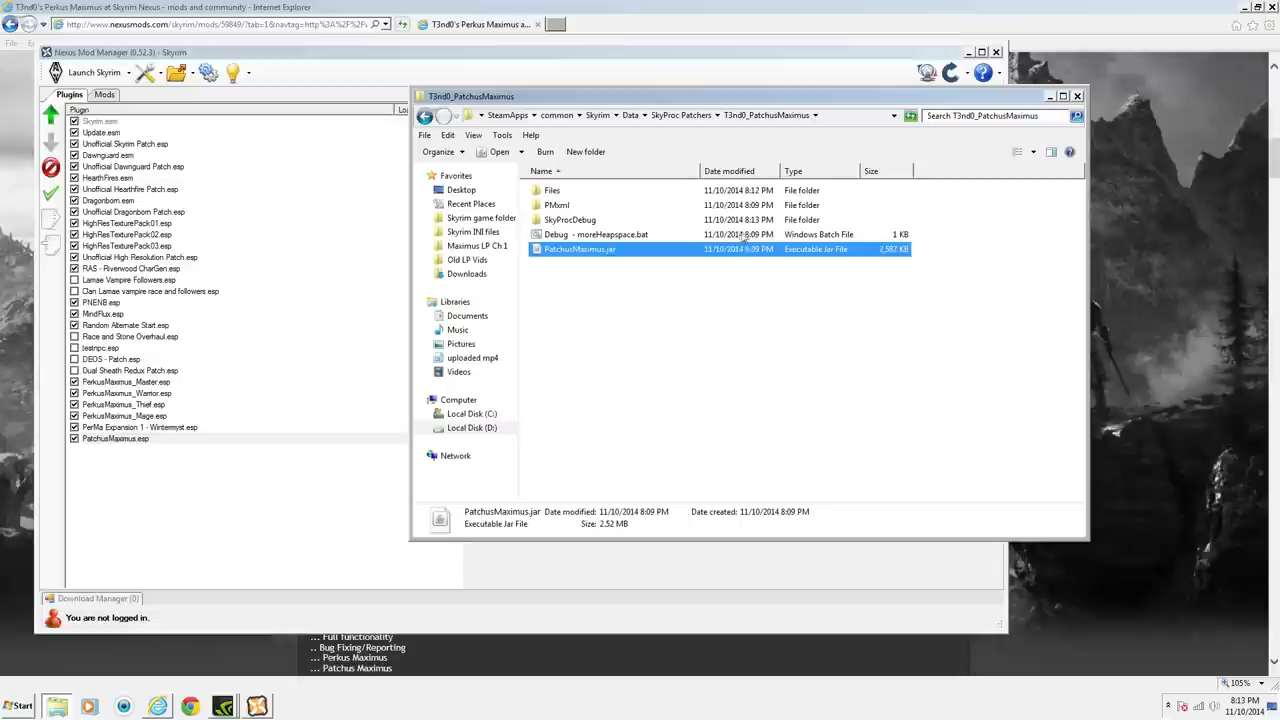 T3nd0's Perkus Maximus at Skyrim Nexus - mods and community - Internet Explorer
http://www.nexusmods.com/skyrim/mods/59849/?tab=1&navtag=http%3A%2F%2F
T3nd0's Perkus Maximus a...
Nexus Mod Manager (0.52.3) - Skyrim
Launch Skyrim
Plugins
Mods
Plugin
Skyrim.esm
Update.esm
Unofficial Skyrim Patch.esp
Dawnguard.esm
Unofficial Dawnguard Patch.esp
HearthFires.esm
Unofficial Hearthfire Patch.esp
Dragonborn.esm
Unofficial Dragonborn Patch.esp
HighResTexturePack01.esp
HighResTexturePack02.esp
HighResTexturePack03.esp
Unofficial High Resolution Patch.esp
RAS - Riverwood CharGen.esp
Lamae Vampire Followers.esp
Clan Lamae vampire race and followers.esp
PNENB.esp
MindFlux.esp
Random Alternate Start.esp
Race and Stone Overhaul.esp
testnpc.esp
DEOS - Patch.esp
Dual Sheath Redux Patch.esp
PerkusMaximus_Master.esp
PerkusMaximus_Warrior.esp
PerkusMaximus_Thief.esp
PerkusMaximus_Mage.esp
PerMa Expansion 1 - Wintermyst.esp
PatchusMaximus.esp
Download Manager (0)
You are not logged in.
T3nd0_PatchusMaximus
SteamApps
common
Skyrim
Data
SkyProc Patchers
T3nd0_PatchusMaximus
Search T3nd0_PatchusMaximus
File Edit View Tools Help
Organize Open Burn New folder
Favorites
Desktop
Recent Places
Skyrim game folder
Skyrim INI files
Maximus LP Ch 1
Old LP Vids
Downloads
Libraries
Documents
Music
Pictures
uploaded mp4
Videos
Computer
Local Disk (C:)
Local Disk (D:)
Network
Name Date modified Type Size
Files 11/10/2014 8:12 PM File folder
PMxml 11/10/2014 8:09 PM File folder
SkyProcDebug 11/10/2014 8:13 PM File folder
Debug - moreHeapspace.bat 11/10/2014 8:09 PM Windows Batch File 1 KB
PatchusMaximus.jar 11/10/2014 8:09 PM Executable Jar File 2,587 KB
PatchusMaximus.jar Date modified: 11/10/2014 8:09 PM Date created: 11/10/2014 8:09 PM
Executable Jar File Size: 2.52 MB
... Full functionality
.. Bug Fixing/Reporting
... Perkus Maximus
... Patchus Maximus
105%
Start
8:13 PM
11/10/2014